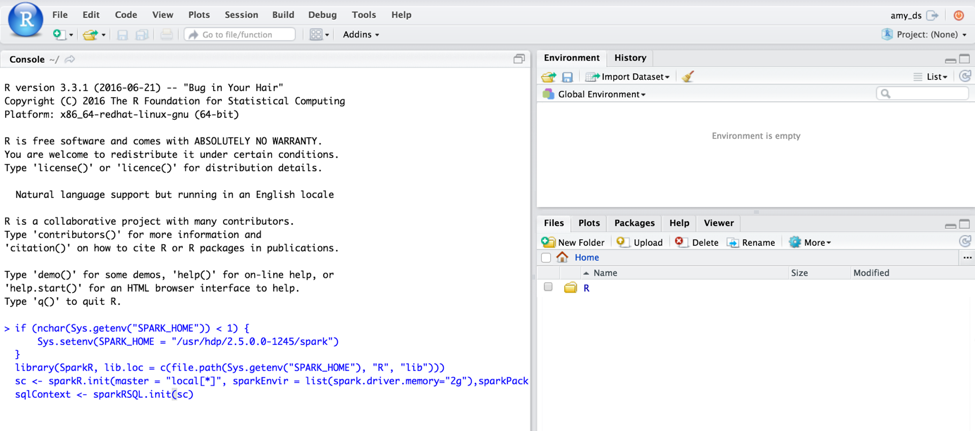 R
File Edit Code View Plots Session Build Debug Tools Help
amy_ds
Go to file/function
Addins
R Project: (None)
Console ~/
R version 3.3.1 (2016-06-21) -- "Bug in Your Hair"
Copyright (C) 2016 The R Foundation for Statistical Computing
Platform: x86_64-redhat-linux-gnu (64-bit)
R is free software and comes with ABSOLUTELY NO WARRANTY.
You are welcome to redistribute it under certain conditions.
Type 'license()' or 'licence()' for distribution details.
Natural language support but running in an English locale
R is a collaborative project with many contributors.
Type 'contributors()' for more information and
'citation()' on how to cite R or R packages in publications.
Type 'demo()' for some demos, 'help()' for on-line help, or
'help.start()' for an HTML browser interface to help.
Type 'q()' to quit R.
> if (nchar(Sys.getenv("SPARK_HOME")) < 1) {
Sys.setenv(SPARK_HOME = "/usr/hdp/2.5.0.0-1245/spark")
}
library(SparkR, lib.loc = c(file.path(Sys.getenv("SPARK_HOME"), "R", "lib")))
sc <- sparkR.init(master = "local[*]", sparkEnvir = list(spark.driver.memory="2g"),sparkPack
sqlContext <- sparkRSQL.init(sc)
Environment History
Import Dataset
List
Global Environment
Environment is empty
Files Plots Packages Help Viewer
New Folder Upload Delete Rename More
Home ...
Name Size Modified
R